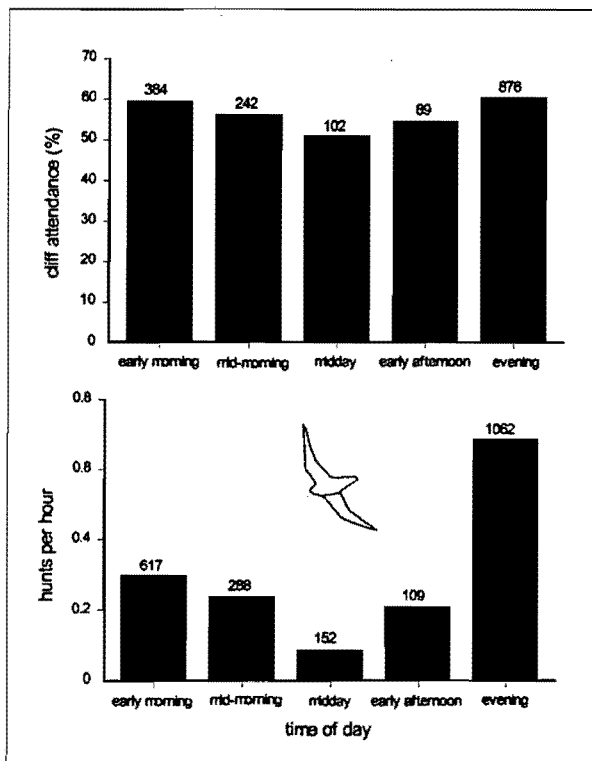 cliff attendance (%)
70
60
50
40
30
20
10
0
384
242
102
89
878
early morning
mid-morning
midday
early afternoon
evening
hunts per hour
0.8
0.8
0.4
0.2
0
617
288
152
109
1062
early morning
mid-morning
midday
early afternoon
evening
time of day